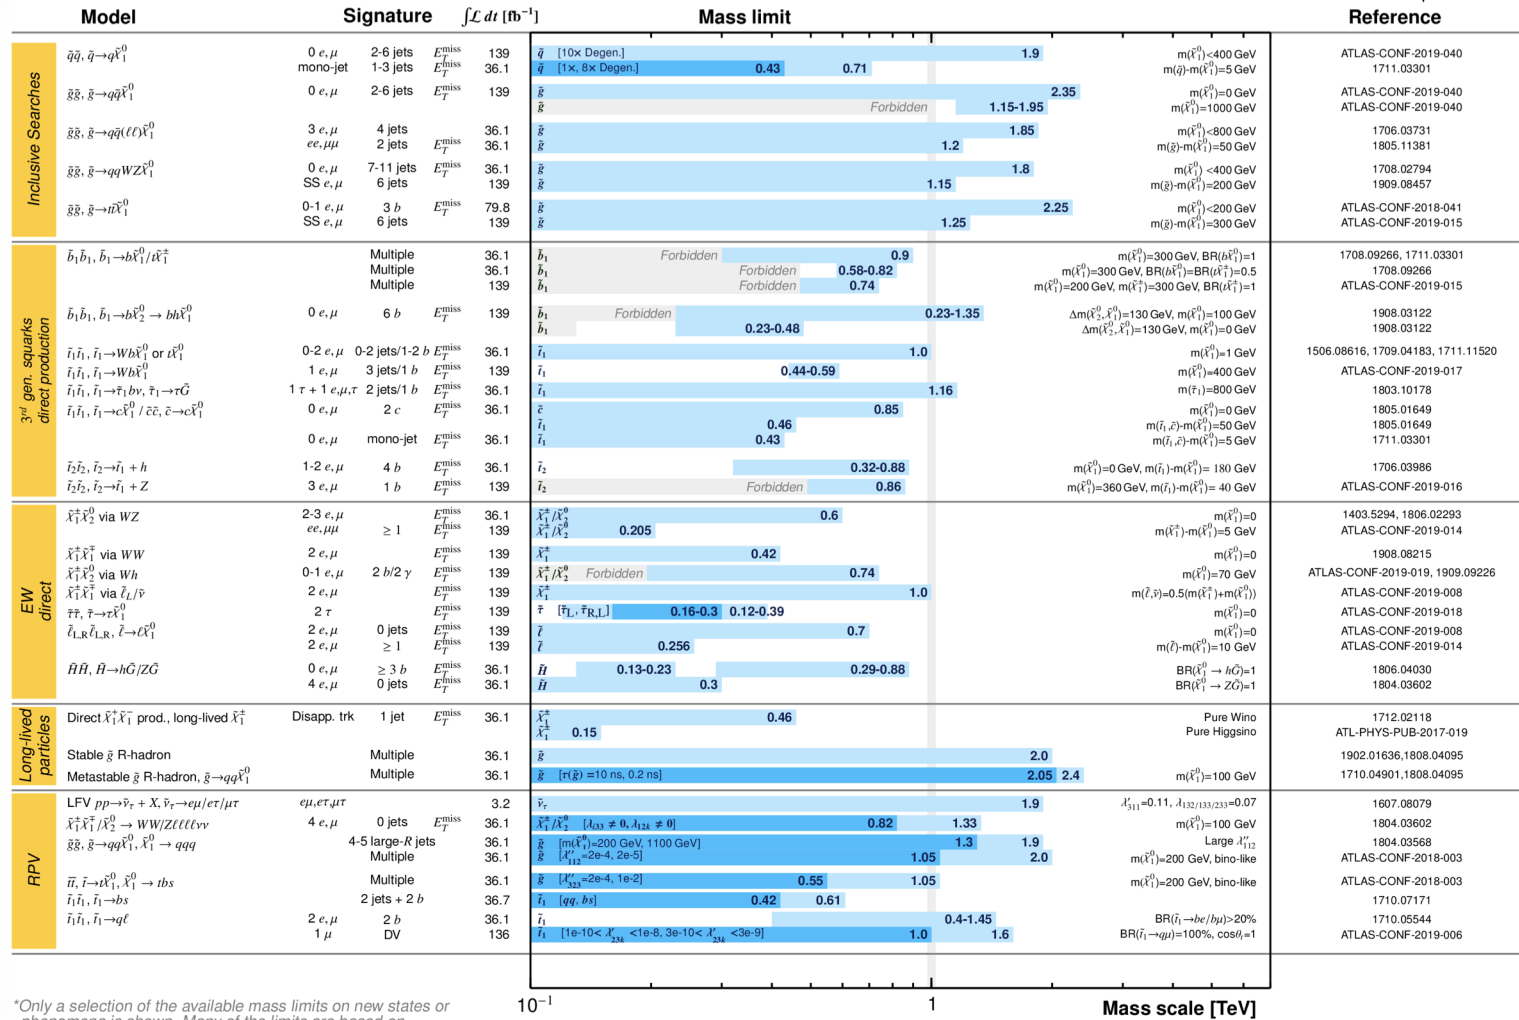 Model Signature ∫ℒ dt [fb⁻¹] Mass limit Reference
Inclusive Searches
q̃q̃, q̃→qχ̃⁰₁ 0 e, μ 2-6 jets E_T^miss 139 q̃ [10× Degen.] 1.9 m(χ̃⁰₁)<400 GeV ATLAS-CONF-2019-040
mono-jet 1-3 jets E_T^miss 36.1 q̃ [1×, 8× Degen.] 0.43 0.71 m(q̃)-m(χ̃⁰₁)=5 GeV 1711.03301
g̃g̃, g̃→qq̄χ̃⁰₁ 0 e, μ 2-6 jets E_T^miss 139 g̃ 2.35 m(χ̃⁰₁)=0 GeV ATLAS-CONF-2019-040
g̃ Forbidden 1.15-1.95 m(χ̃⁰₁)=1000 GeV ATLAS-CONF-2019-040
g̃g̃, g̃→qq̄(ℓℓ)χ̃⁰₁ 3 e, μ 4 jets 36.1 g̃ 1.85 m(χ̃⁰₁)<800 GeV 1706.03731
ee, μμ 2 jets E_T^miss 36.1 g̃ 1.2 m(g̃)-m(χ̃⁰₁)=50 GeV 1805.11381
g̃g̃, g̃→qqWZχ̃⁰₁ 0 e, μ 7-11 jets E_T^miss 36.1 g̃ 1.8 m(χ̃⁰₁) <400 GeV 1708.02794
SS e, μ 6 jets 139 g̃ 1.15 m(g̃)-m(χ̃⁰₁)=200 GeV 1909.08457
g̃g̃, g̃→tt̄χ̃⁰₁ 0-1 e, μ 3 b E_T^miss 79.8 g̃ 2.25 m(χ̃⁰₁)<200 GeV ATLAS-CONF-2018-041
SS e, μ 6 jets 139 g̃ 1.25 m(g̃)-m(χ̃⁰₁)=300 GeV ATLAS-CONF-2019-015
3rd gen. squarks direct production
b̃₁b̃₁, b̃₁→bχ̃⁰₁/tχ̃±₁ Multiple 36.1 b̃₁ Forbidden 0.9 m(χ̃⁰₁)=300 GeV, BR(bχ̃⁰₁)=1 1708.09266, 1711.03301
Multiple 36.1 b̃₁ Forbidden 0.58-0.82 m(χ̃⁰₁)=300 GeV, BR(bχ̃⁰₁)=BR(tχ̃±₁)=0.5 1708.09266
Multiple 139 b̃₁ Forbidden 0.74 m(χ̃⁰₁)=200 GeV, m(χ̃±₁)=300 GeV, BR(tχ̃±₁)=1 ATLAS-CONF-2019-015
b̃₁b̃₁, b̃₁→bχ̃⁰₂ → bhχ̃⁰₁ 0 e, μ 6 b E_T^miss 139 b̃₁ Forbidden 0.23-1.35 Δm(χ̃⁰₂, χ̃⁰₁)=130 GeV, m(χ̃⁰₁)=100 GeV 1908.03122
b̃₁ 0.23-0.48 Δm(χ̃⁰₂, χ̃⁰₁)=130 GeV, m(χ̃⁰₁)=0 GeV 1908.03122
t̃₁t̃₁, t̃₁→Wbχ̃⁰₁ or tχ̃⁰₁ 0-2 e, μ 0-2 jets/1-2 b E_T^miss 36.1 t̃₁ 1.0 m(χ̃⁰₁)=1 GeV 1506.08616, 1709.04183, 1711.11520
t̃₁t̃₁, t̃₁→Wbχ̃⁰₁ 1 e, μ 3 jets/1 b E_T^miss 139 t̃₁ 0.44-0.59 m(χ̃⁰₁)=400 GeV ATLAS-CONF-2019-017
t̃₁t̃₁, t̃₁→τ̃₁bν, τ̃₁→τG̃ 1 τ + 1 e,μ,τ 2 jets/1 b E_T^miss 36.1 t̃₁ 1.16 m(τ̃₁)=800 GeV 1803.10178
t̃₁t̃₁, t̃₁→cχ̃⁰₁ / c̃c̃, c̃→cχ̃⁰₁ 0 e, μ 2 c E_T^miss 36.1 c̃ 0.85 m(χ̃⁰₁)=0 GeV 1805.01649
t̃₁ 0.46 m(t̃₁,c̃)-m(χ̃⁰₁)=50 GeV 1805.01649
0 e, μ mono-jet E_T^miss 36.1 t̃₁ 0.43 m(t̃₁,c̃)-m(χ̃⁰₁)=5 GeV 1711.03301
t̃₂t̃₂, t̃₂→t̃₁ + h 1-2 e, μ 4 b E_T^miss 36.1 t̃₂ 0.32-0.88 m(χ̃⁰₁)=0 GeV, m(t̃₁)-m(χ̃⁰₁)= 180 GeV 1706.03986
t̃₂t̃₂, t̃₂→t̃₁ + Z 3 e, μ 1 b E_T^miss 139 t̃₂ Forbidden 0.86 m(χ̃⁰₁)=360 GeV, m(t̃₁)-m(χ̃⁰₁)= 40 GeV ATLAS-CONF-2019-016
EW direct
χ̃±₁χ̃⁰₂ via WZ 2-3 e, μ E_T^miss 36.1 χ̃±₁/χ̃⁰₂ 0.6 m(χ̃⁰₁)=0 1403.5294, 1806.02293
ee, μμ ≥ 1 E_T^miss 139 χ̃±₁/χ̃⁰₂ 0.205 m(χ̃±₁)-m(χ̃⁰₁)=5 GeV ATLAS-CONF-2019-014
χ̃±₁χ̃∓₁ via WW 2 e, μ E_T^miss 139 χ̃±₁ 0.42 m(χ̃⁰₁)=0 1908.08215
χ̃±₁χ̃⁰₂ via Wh 0-1 e, μ 2 b/2 γ E_T^miss 139 χ̃±₁/χ̃⁰₂ Forbidden 0.74 m(χ̃⁰₁)=70 GeV ATLAS-CONF-2019-019, 1909.09226
χ̃±₁χ̃∓₁ via ℓ̃_L/ν̃ 2 e, μ E_T^miss 139 χ̃±₁ 1.0 m(ℓ̃,ν̃)=0.5(m(χ̃±₁)+m(χ̃⁰₁)) ATLAS-CONF-2019-008
τ̃τ̃, τ̃→τχ̃⁰₁ 2 τ E_T^miss 139 τ̃ [τ̃_L, τ̃_R,L] 0.16-0.3 0.12-0.39 m(χ̃⁰₁)=0 ATLAS-CONF-2019-018
ℓ̃_L,Rℓ̃_L,R, ℓ̃→ℓχ̃⁰₁ 2 e, μ 0 jets E_T^miss 139 ℓ̃ 0.7 m(χ̃⁰₁)=0 ATLAS-CONF-2019-008
2 e, μ ≥ 1 E_T^miss 139 ℓ̃ 0.256 m(ℓ̃)-m(χ̃⁰₁)=10 GeV ATLAS-CONF-2019-014
H̃H̃, H̃→hG̃/ZG̃ 0 e, μ ≥ 3 b E_T^miss 36.1 H̃ 0.13-0.23 0.29-0.88 BR(χ̃⁰₁ → hG̃)=1 1806.04030
4 e, μ 0 jets E_T^miss 36.1 H̃ 0.3 BR(χ̃⁰₁ → ZG̃)=1 1804.03602
Long-lived particles
Direct χ̃⁺₁χ̃⁻₁ prod., long-lived χ̃±₁ Disapp. trk 1 jet E_T^miss 36.1 χ̃±₁ 0.46 Pure Wino 1712.02118
χ̃±₁ 0.15 Pure Higgsino ATL-PHYS-PUB-2017-019
Stable g̃ R-hadron Multiple 36.1 g̃ 2.0 1902.01636,1808.04095
Metastable g̃ R-hadron, g̃→qqχ̃⁰₁ Multiple 36.1 g̃ [τ(g̃) =10 ns, 0.2 ns] 2.05 2.4 m(χ̃⁰₁)=100 GeV 1710.04901,1808.04095
RPV
LFV pp→ν̃τ + X, ν̃τ→eμ/eτ/μτ eμ,eτ,μτ 3.2 ν̃τ 1.9 λ′₃₁₁=0.11, λ₁₃₂/₁₃₃/₂₃₃=0.07 1607.08079
χ̃±₁χ̃∓₁/χ̃⁰₂ → WW/Zℓℓℓℓνν 4 e, μ 0 jets E_T^miss 36.1 χ̃±₁/χ̃⁰₂ [λ_i33 ≠ 0, λ_12k ≠ 0] 0.82 1.33 m(χ̃⁰₁)=100 GeV 1804.03602
g̃g̃, g̃→qqχ̃⁰₁, χ̃⁰₁ → qqq 4-5 large-R jets 36.1 g̃ [m(χ̃⁰₁)=200 GeV, 1100 GeV] 1.3 1.9 Large λ″₁₁₂ 1804.03568
Multiple 36.1 g̃ [λ″₁₁₂=2e-4, 2e-5] 1.05 2.0 m(χ̃⁰₁)=200 GeV, bino-like ATLAS-CONF-2018-003
t̃t̃, t̃→tχ̃⁰₁, χ̃⁰₁ → tbs Multiple 36.1 g̃ [λ″₃₂₃=2e-4, 1e-2] 0.55 1.05 m(χ̃⁰₁)=200 GeV, bino-like ATLAS-CONF-2018-003
t̃₁t̃₁, t̃₁→bs 2 jets + 2 b 36.7 t̃₁ [qq, bs] 0.42 0.61 1710.07171
t̃₁t̃₁, t̃₁→qℓ 2 e, μ 2 b 36.1 t̃₁ 0.4-1.45 BR(t̃₁→be/bμ)>20% 1710.05544
1 μ DV 136 t̃₁ [1e-10< λ′_23k <1e-8, 3e-10< λ′_23k <3e-9] 1.0 1.6 BR(t̃₁→qμ)=100%, cosθ_t=1 ATLAS-CONF-2019-006
10⁻¹ 1 Mass scale [TeV]
*Only a selection of the available mass limits on new states or
phenomena is shown. Many of the limits are based on